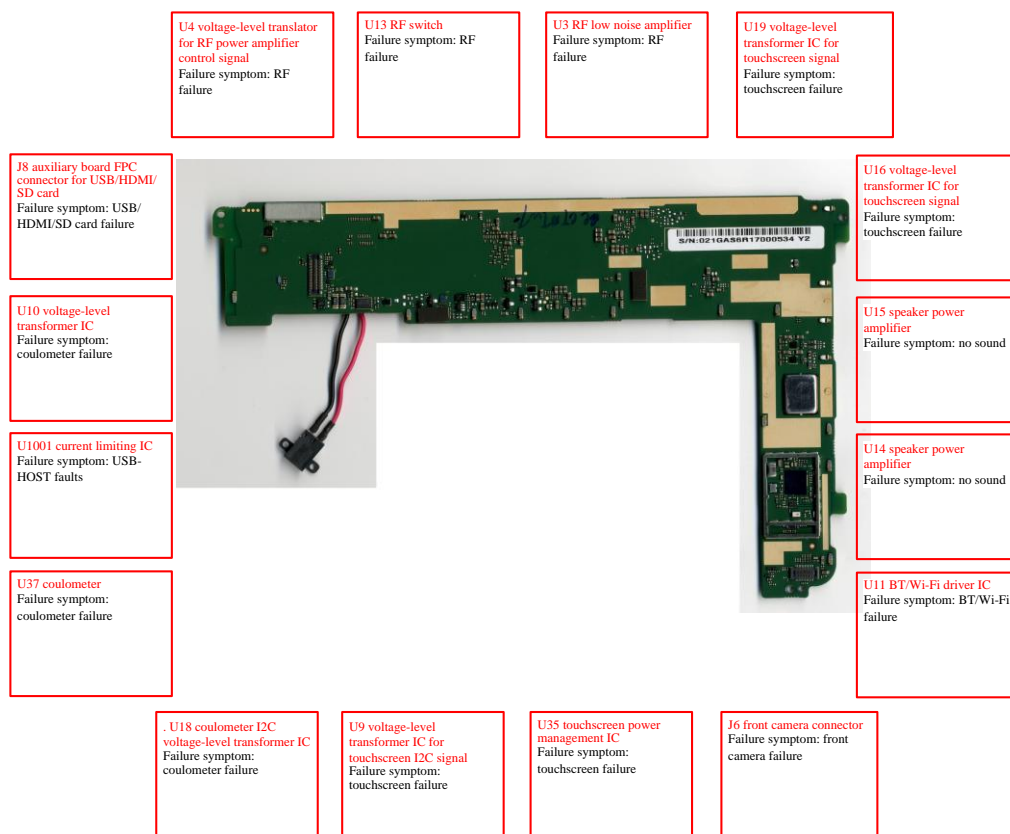 U4 voltage-level translator
for RF power amplifier
control signal
Failure symptom: RF
failure
U13 RF switch
Failure symptom: RF
failure
U3 RF low noise amplifier
Failure symptom: RF
failure
U19 voltage-level
transformer IC for
touchscreen signal
Failure symptom:
touchscreen failure
J8 auxiliary board FPC
connector for USB/HDMI/
SD card
Failure symptom: USB/
HDMI/SD card failure
U16 voltage-level
transformer IC for
touchscreen signal
Failure symptom:
touchscreen failure
S/N:021GAS6R17000534 Y2
U10 voltage-level
transformer IC
Failure symptom:
coulometer failure
U15 speaker power
amplifier
Failure symptom: no sound
U1001 current limiting IC
Failure symptom: USB-
HOST faults
U14 speaker power
amplifier
Failure symptom: no sound
U37 coulometer
Failure symptom:
coulometer failure
U11 BT/Wi-Fi driver IC
Failure symptom: BT/Wi-Fi
failure
. U18 coulometer I2C
voltage-level transformer IC
Failure symptom:
coulometer failure
U9 voltage-level
transformer IC for
touchscreen I2C signal
Failure symptom:
touchscreen failure
U35 touchscreen power
management IC
Failure symptom:
touchscreen failure
J6 front camera connector
Failure symptom: front
camera failure